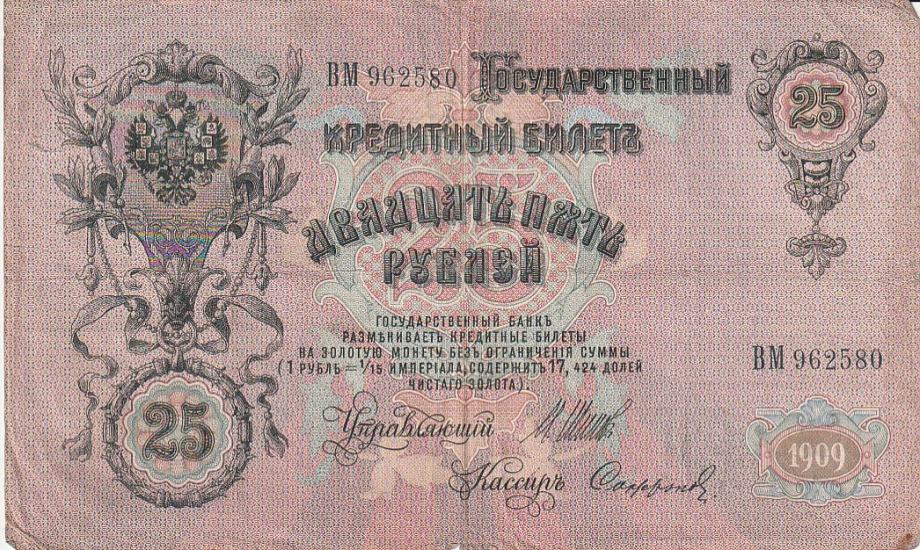 ВМ 962580
Государственный
25
Кредитный Билетъ
25
Двадцать пять
рублей
ГОСУДАРСТВЕННЫЙ БАНКЪ
РАЗМѢНИВАЕТЪ КРЕДИТНЫЕ БИЛЕТЫ
НА ЗОЛОТУЮ МОНЕТУ БЕЗЪ ОГРАНИЧЕНІЯ СУММЫ
(1 РУБЛЬ = 1/15 ИМПЕРІАЛА, СОДЕРЖИТЪ 17, 424 ДОЛЕЙ
ЧИСТАГО ЗОЛОТА).
ВМ 962580
25
Управляющій
Кассиръ
1909